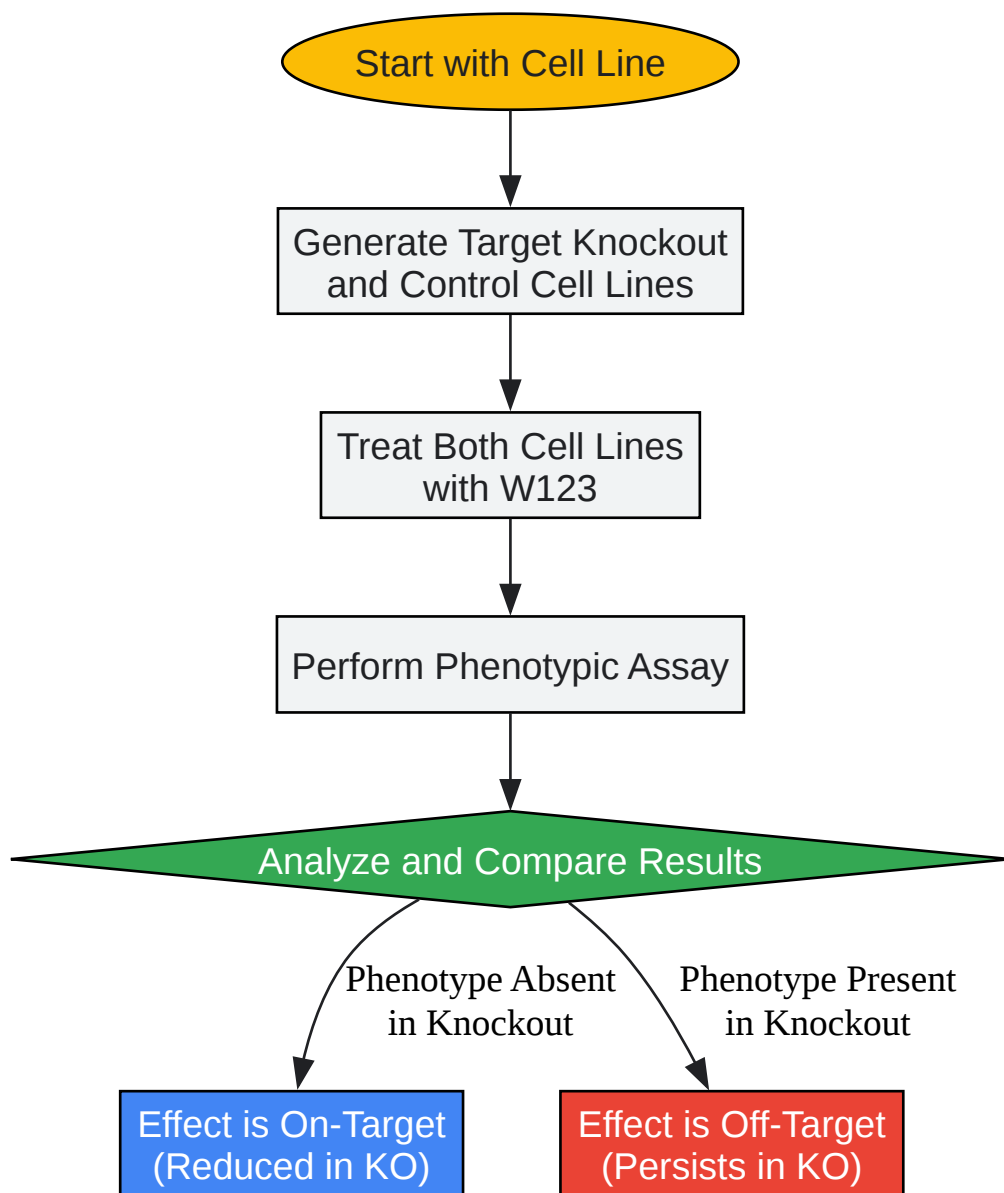 Start with Cell Line
Generate Target Knockout
and Control Cell Lines
Treat Both Cell Lines
with W123
Perform Phenotypic Assay
Analyze and Compare Results
Phenotype Absent
in Knockout
Phenotype Present
in Knockout
Effect is On-Target
(Reduced in KO)
Effect is Off-Target
(Persists in KO)